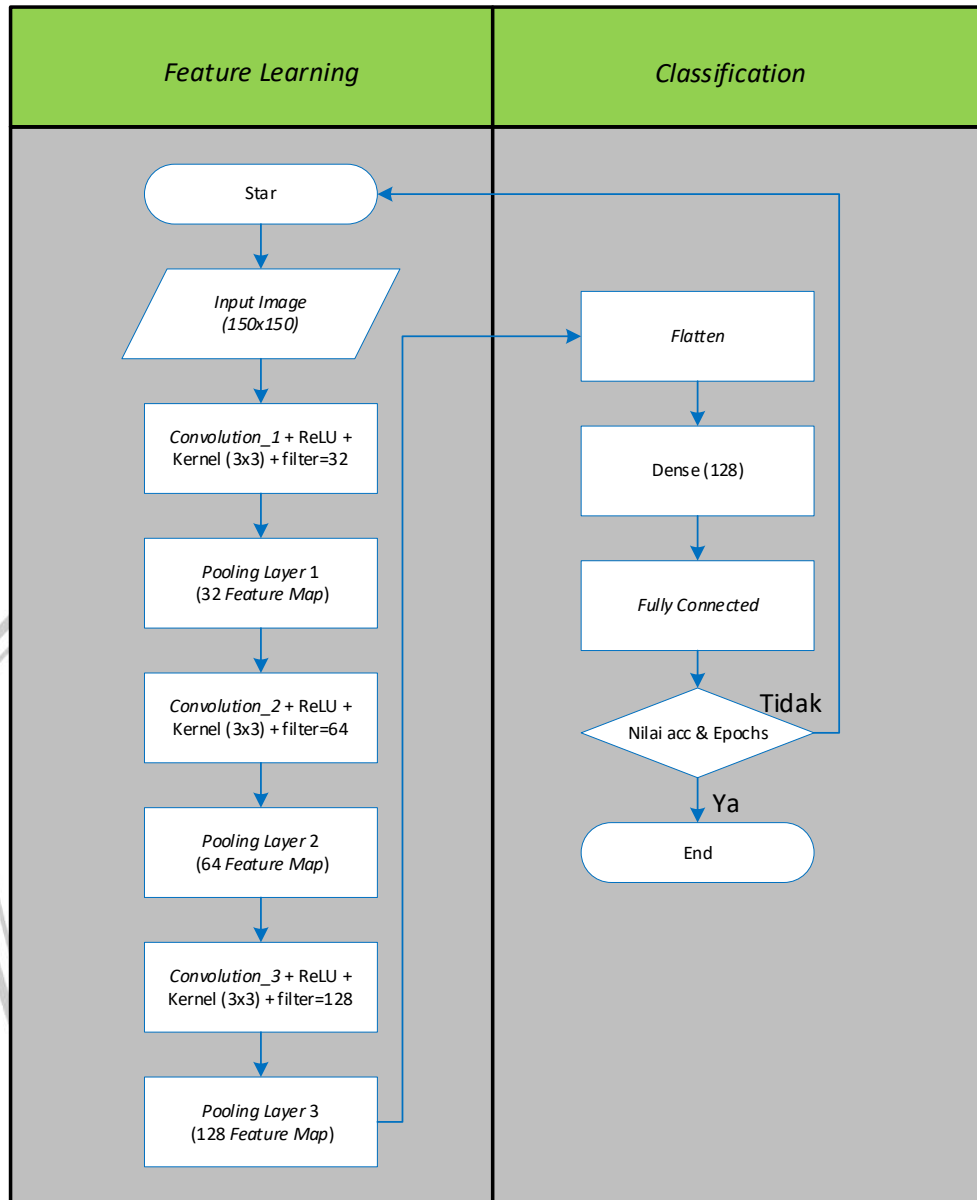 Feature Learning
Classification
Star
Input Image
(150x150)
Convolution_1 + ReLU +
Kernel (3x3) + filter=32
Pooling Layer 1
(32 Feature Map)
Convolution_2 + ReLU +
Kernel (3x3) + filter=64
Pooling Layer 2
(64 Feature Map)
Convolution_3 + ReLU +
Kernel (3x3) + filter=128
Pooling Layer 3
(128 Feature Map)
Flatten
Dense (128)
Fully Connected
Tidak
Nilai acc & Epochs
Ya
End